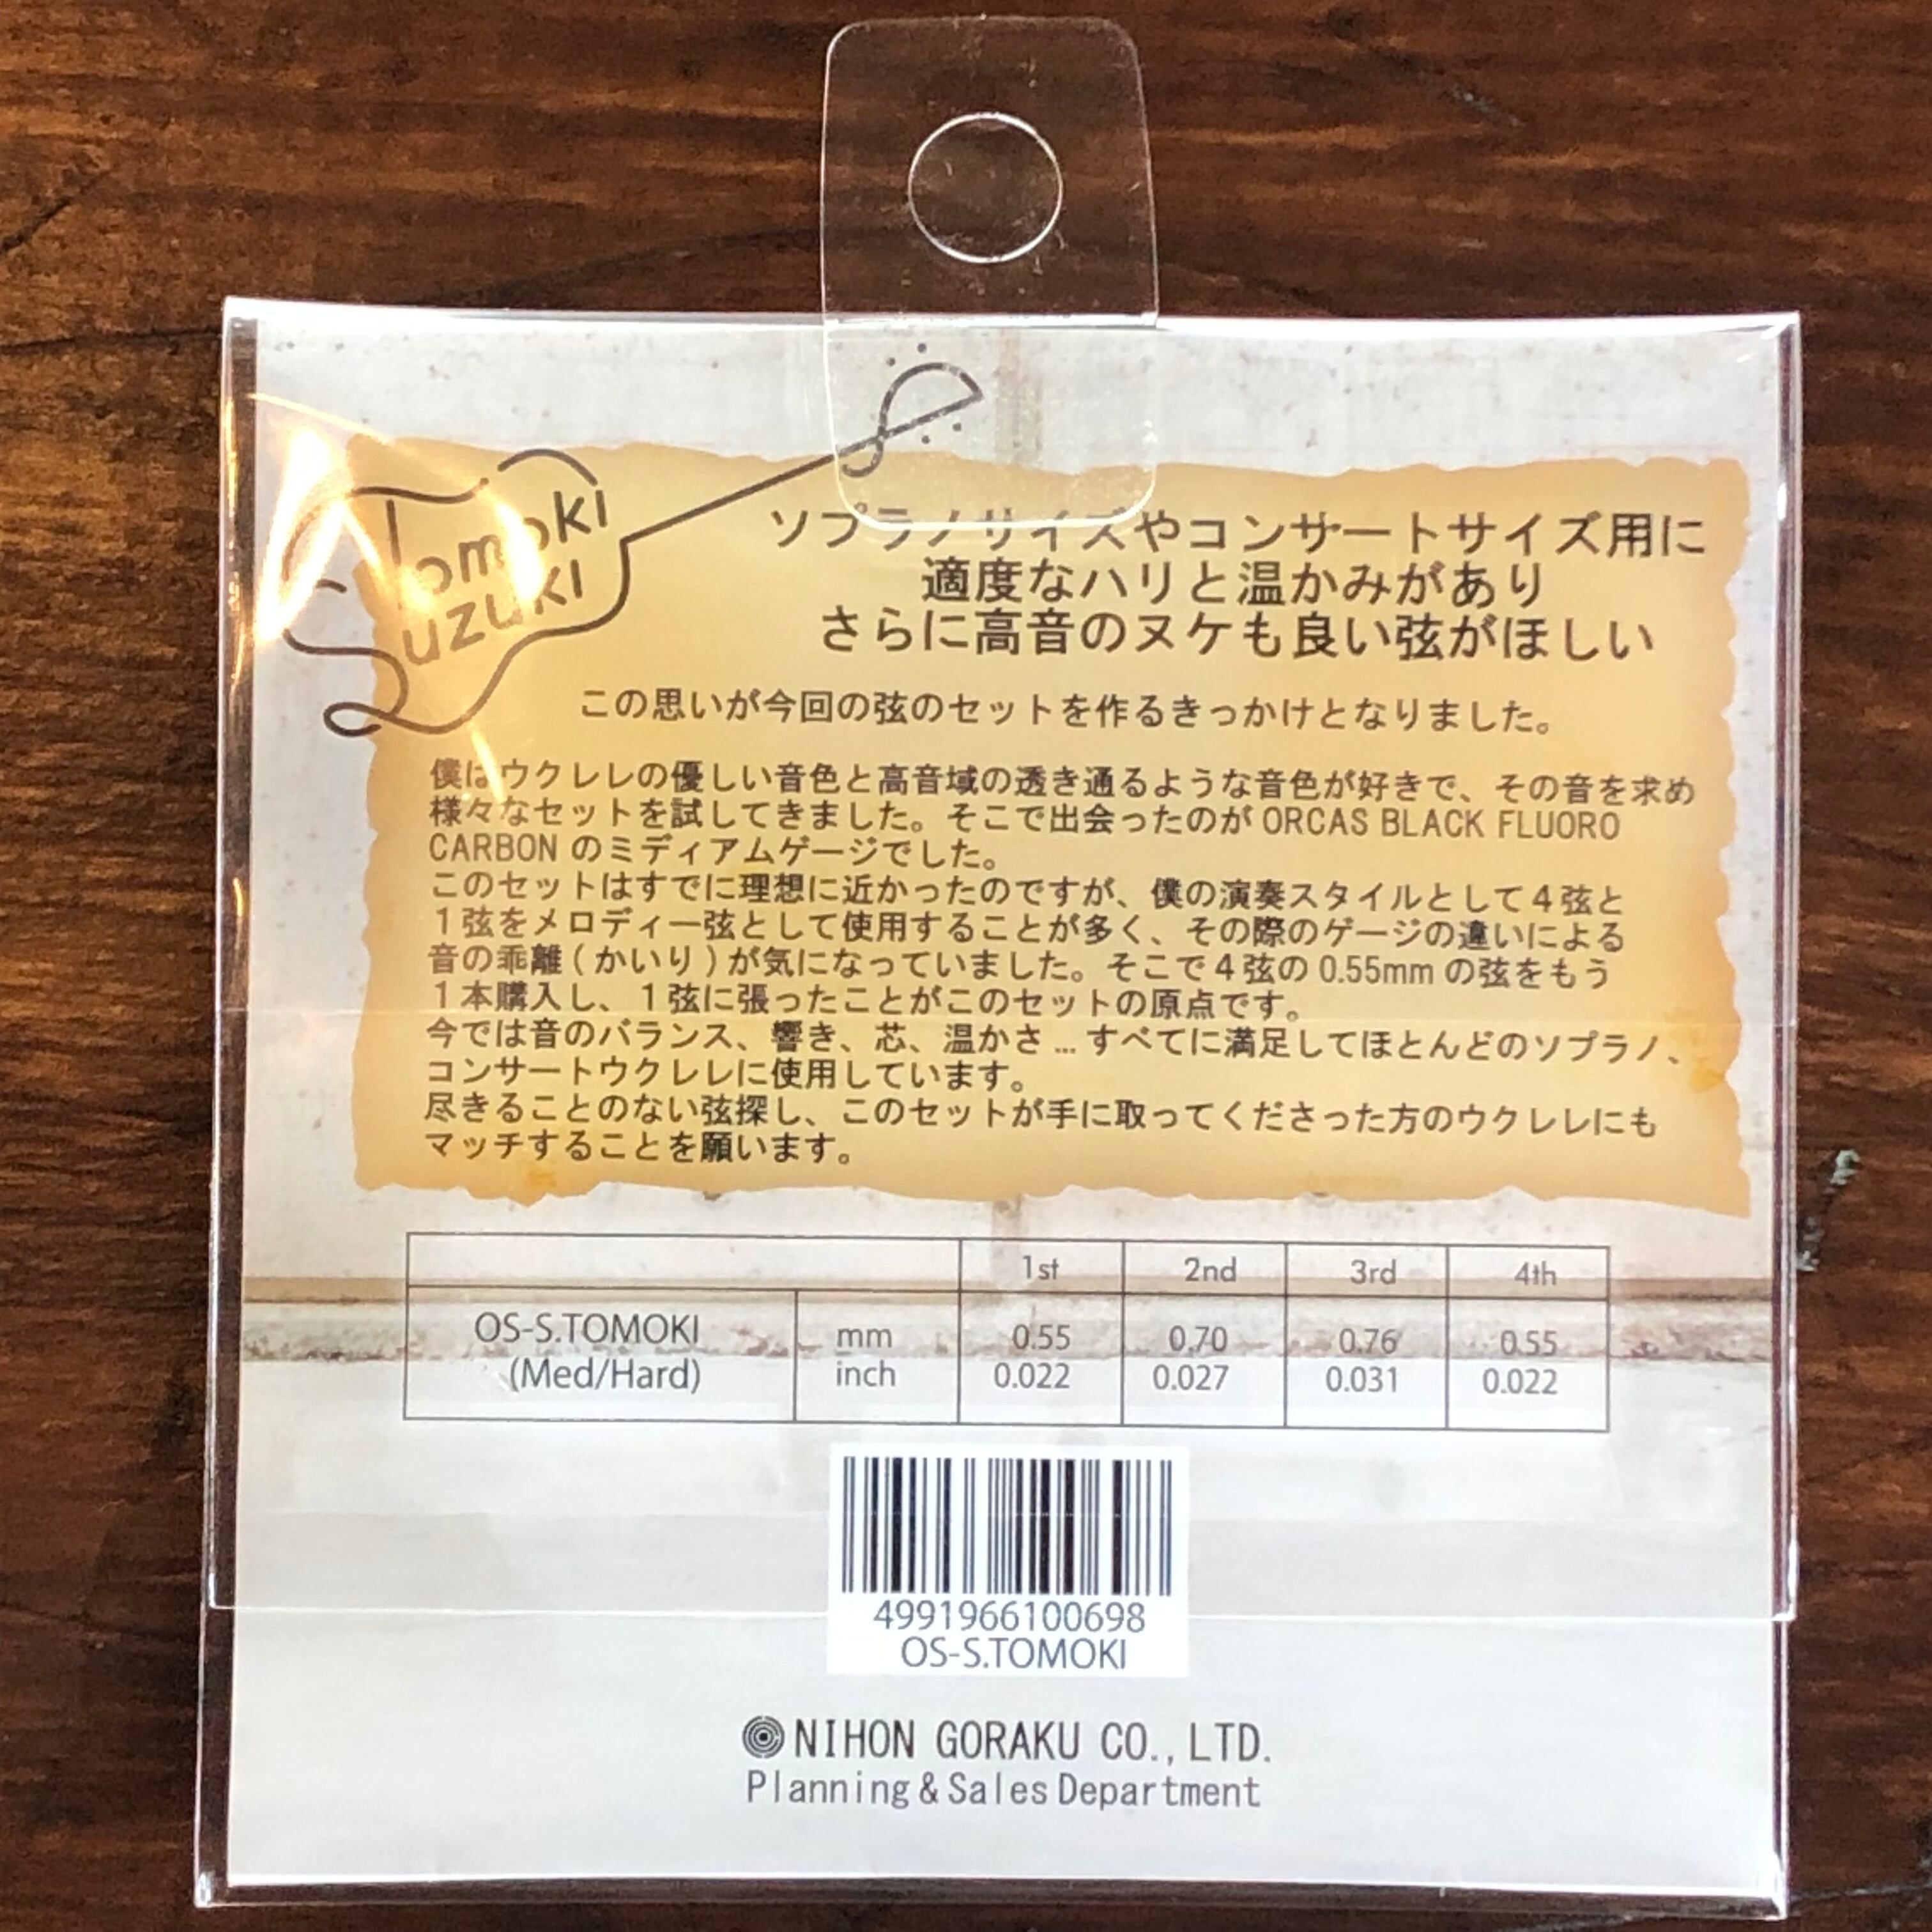 Tomoki
Suzuki
ソプラノサイズやコンサートサイズ用に
適度なハリと温かみがあり
さらに高音のヌケも良い弦がほしい
この思いが今回の弦のセットを作るきっかけとなりました。
僕はウクレレの優しい音色と高音域の透き通るような音色が好きで、その音を求め
様々なセットを試してきました。そこで出会ったのが ORCAS BLACK FLUORO
CARBON のミディアムゲージでした。
このセットはすでに理想に近かったのですが、僕の演奏スタイルとして４弦と
１弦をメロディー弦として使用することが多く、その際のゲージの違いによる
音の乖離 ( かいり ) が気になっていました。そこで４弦の 0.55mm の弦をもう
１本購入し、１弦に張ったことがこのセットの原点です。
今では音のバランス、響き、芯、温かさ ... すべてに満足してほとんどのソプラノ、
コンサートウクレレに使用しています。
尽きることのない弦探し、このセットが手に取ってくださった方のウクレレにも
マッチすることを願います。
1st 2nd 3rd 4th
OS-S.TOMOKI mm 0.55 0.70 0.76 0.55
(Med/Hard) inch 0.022 0.027 0.031 0.022
4991966100698
OS-S.TOMOKI
NIHON GORAKU CO., LTD.
Planning & Sales Department